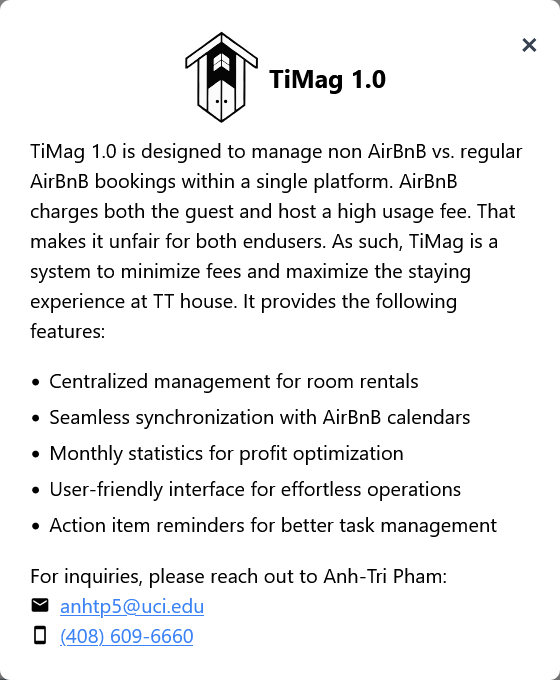 TiMag 1.0
TiMag 1.0 is designed to manage non AirBnB vs. regular
AirBnB bookings within a single platform. AirBnB
charges both the guest and host a high usage fee. That
makes it unfair for both endusers. As such, TiMag is a
system to minimize fees and maximize the staying
experience at TT house. It provides the following
features:
• Centralized management for room rentals
• Seamless synchronization with AirBnB calendars
• Monthly statistics for profit optimization
• User-friendly interface for effortless operations
• Action item reminders for better task management
For inquiries, please reach out to Anh-Tri Pham:
anhtp5@uci.edu
(408) 609-6660